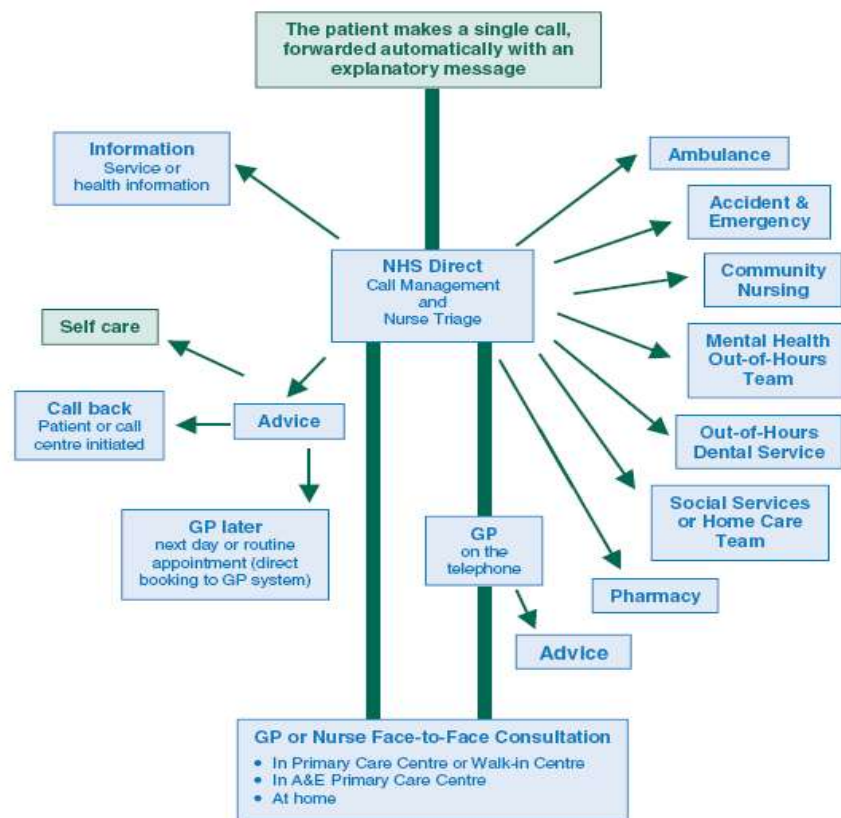 The patient makes a single call,
forwarded automatically with an
explanatory message
Information
Service or
health information
Ambulance
Accident &
Emergency
NHS Direct
Call Management
and
Nurse Triage
Community
Nursing
Self care
Mental Health
Out-of-Hours
Team
Call back
Patient or call
centre initiated
Advice
Out-of-Hours
Dental Service
GP later
next day or routine
appointment (direct
booking to GP system)
GP
on the
telephone
Social Services
or Home Care
Team
Pharmacy
Advice
GP or Nurse Face-to-Face Consultation
• In Primary Care Centre or Walk-in Centre
• In A&E Primary Care Centre
• At home